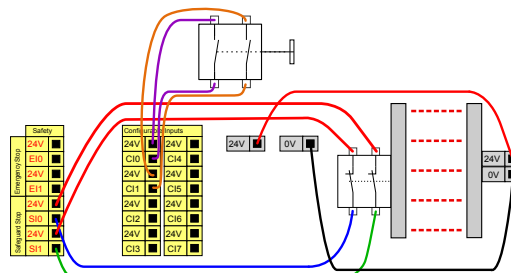 Safety
Emergency Stop
24V
EI0
24V
EI1
Safeguard Stop
24V
SI0
24V
SI1
Configurable Inputs
24V 24V
CI0 CI4
24V 24V
CI1 CI5
24V 24V
CI2 CI6
24V 24V
CI3 CI7
24V
0V
24V
0V